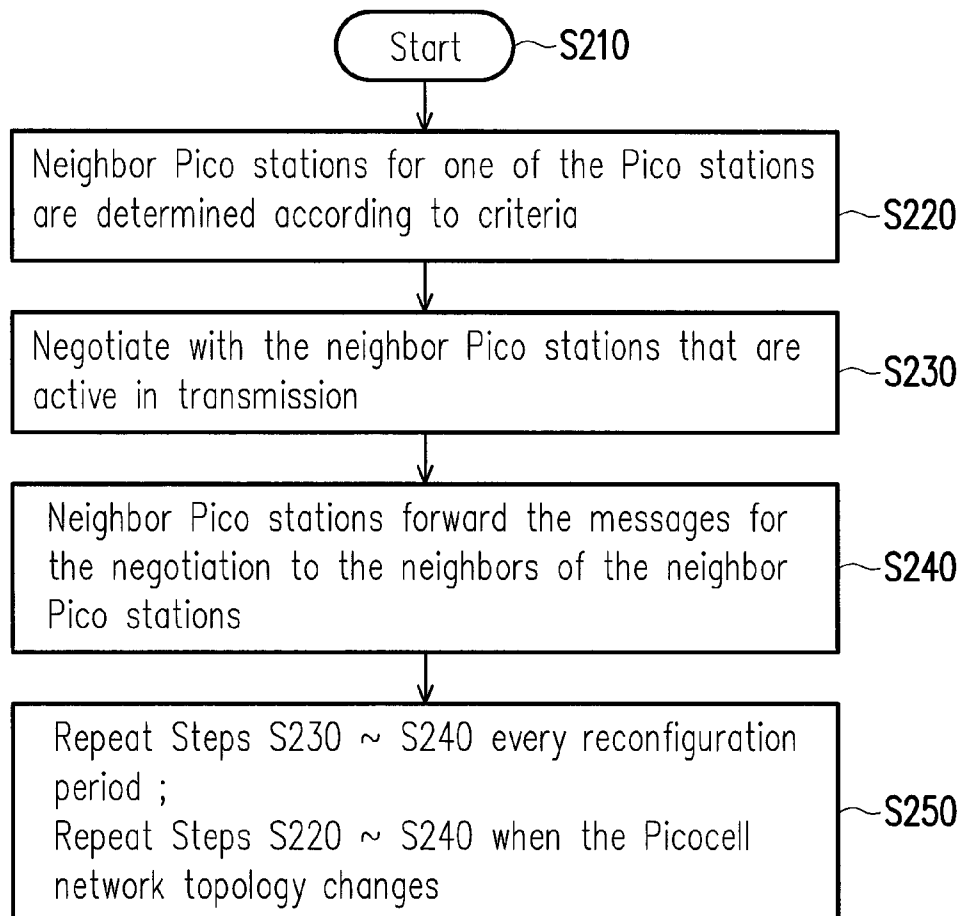 Start
S210
Neighbor Pico stations for one of the Pico stations
are determined according to criteria
S220
Negotiate with the neighbor Pico stations that are
active in transmission
S230
Neighbor Pico stations forward the messages for
the negotiation to the neighbors of the neighbor
Pico stations
S240
Repeat Steps S230 ~ S240 every reconfiguration
period ;
Repeat Steps S220 ~ S240 when the Picocell
network topology changes
S250